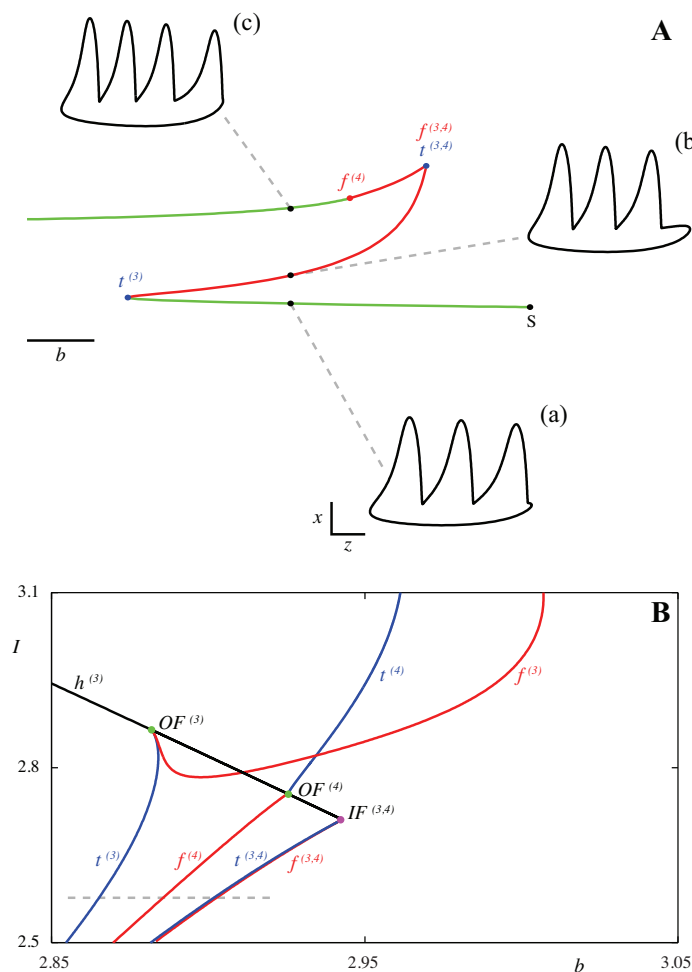 (c)
A
f (3,4)
t (3,4)
f (4)
(b
t (3)
S
b
(a)
x
z
B
3.1
I
h (3)
t (4)
f (3)
OF (3)
2.8
OF (4)
IF (3,4)
t (3)
f (4)
t (3,4)
f (3,4)
2.5
2.85
2.95
b
3.05